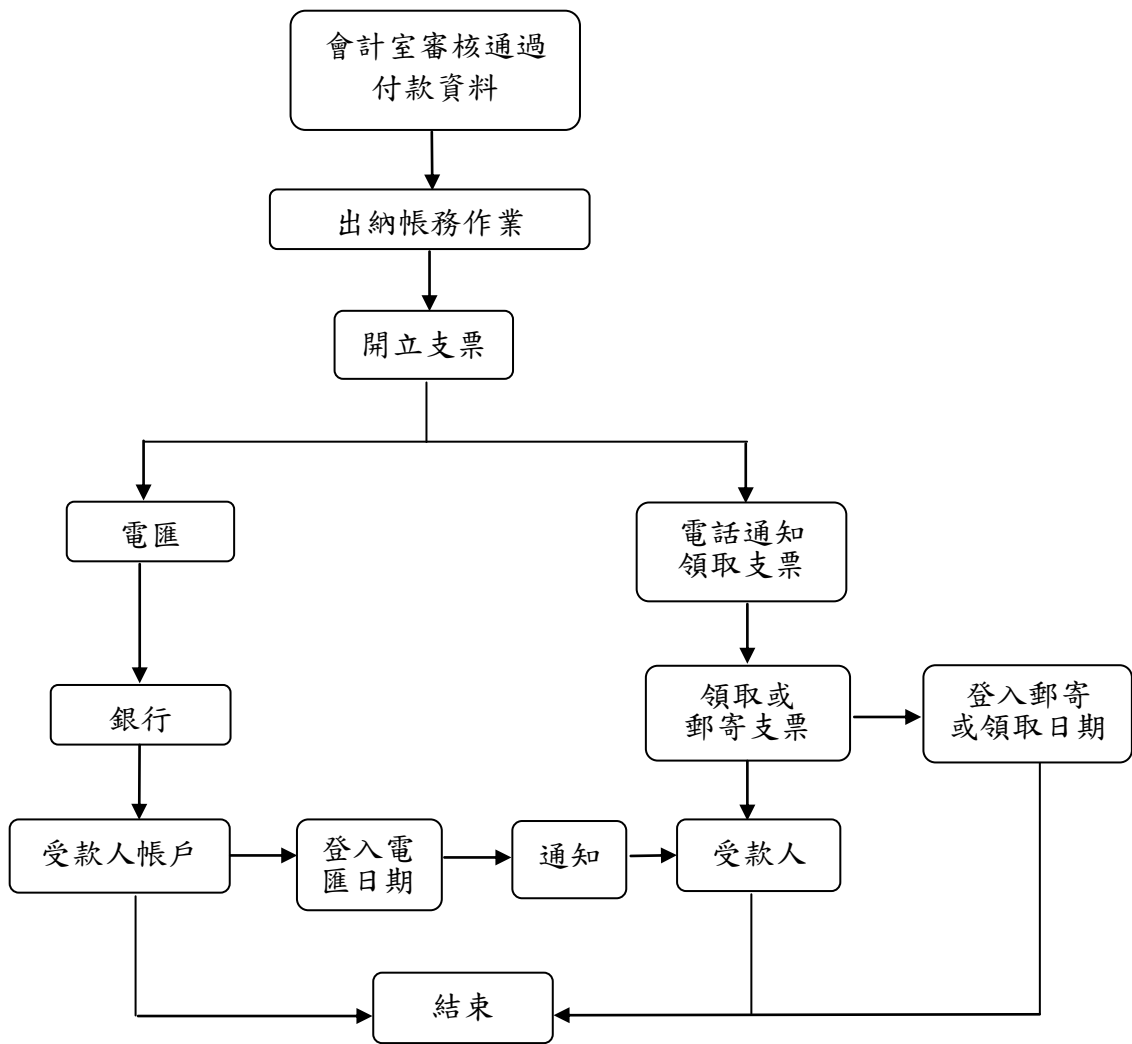 會計室審核通過
付款資料
出納帳務作業
開立支票
電匯
電話通知
領取支票
銀行
領取或
郵寄支票
登入郵寄
或領取日期
受款人帳戶
登入電
匯日期
通知
受款人
結束